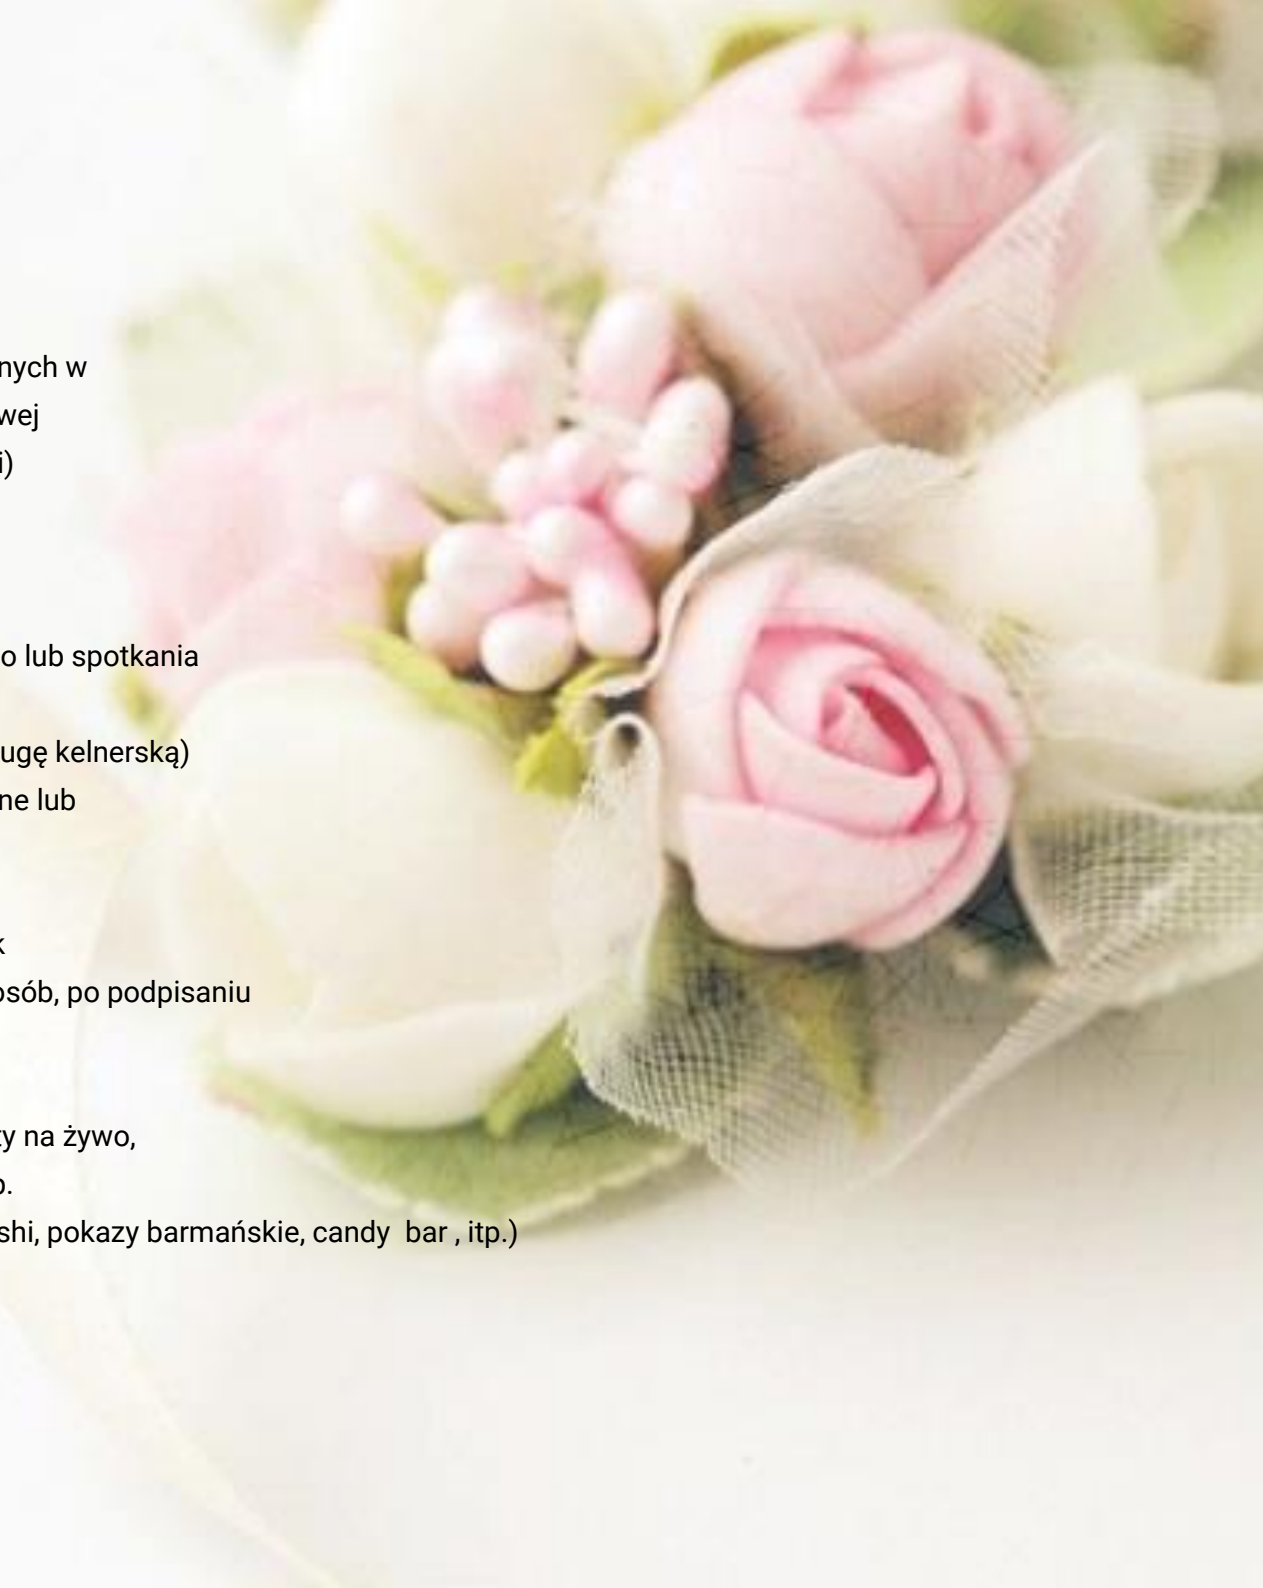 nych w
wej
i)
o lub spotkania
ugę kelnerską)
ne lub
k
osób, po podpisaniu
ty na żywo,
p.
shi, pokazy barmańskie, candy bar , itp.)